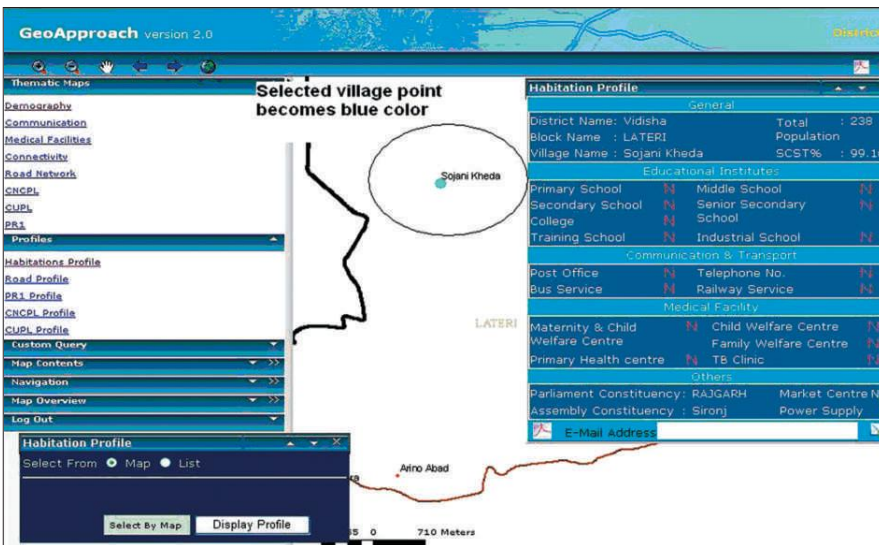 GeoApproach version 2.0
District
Thematic Maps
Demography
Communication
Medical Facilities
Connectivity
Road Network
CNCPL
CUPL
PR1
Profiles
Habitations Profile
Road Profile
PR1 Profile
CNCPL Profile
CUPL Profile
Custom Query
Map Contents
Navigation
Map Overview
Log Out
Habitation Profile
Select From Map List
Select By Map Display Profile
Selected village point
becomes blue color
Sojani Kheda
LATERI
Arino Abad
0 710 Meters
Habitation Profile
General
District Name: Vidisha Total : 238
Block Name : LATERI Population
Village Name : Sojani Kheda SCST% : 99.1
Educational Institutes
Primary School N Middle School N
Secondary School N Senior Secondary N
College N School
Training School N Industrial School N
Communication & Transport
Post Office N Telephone No. N
Bus Service N Railway Service N
Medical Facility
Maternity & Child N Child Welfare Centre N
Welfare Centre Family Welfare Centre N
Primary Health centre N TB Clinic N
Others
Parliament Constituency: RAJGARH Market Centre N
Assembly Constituency : Sironj Power Supply
E-Mail Address